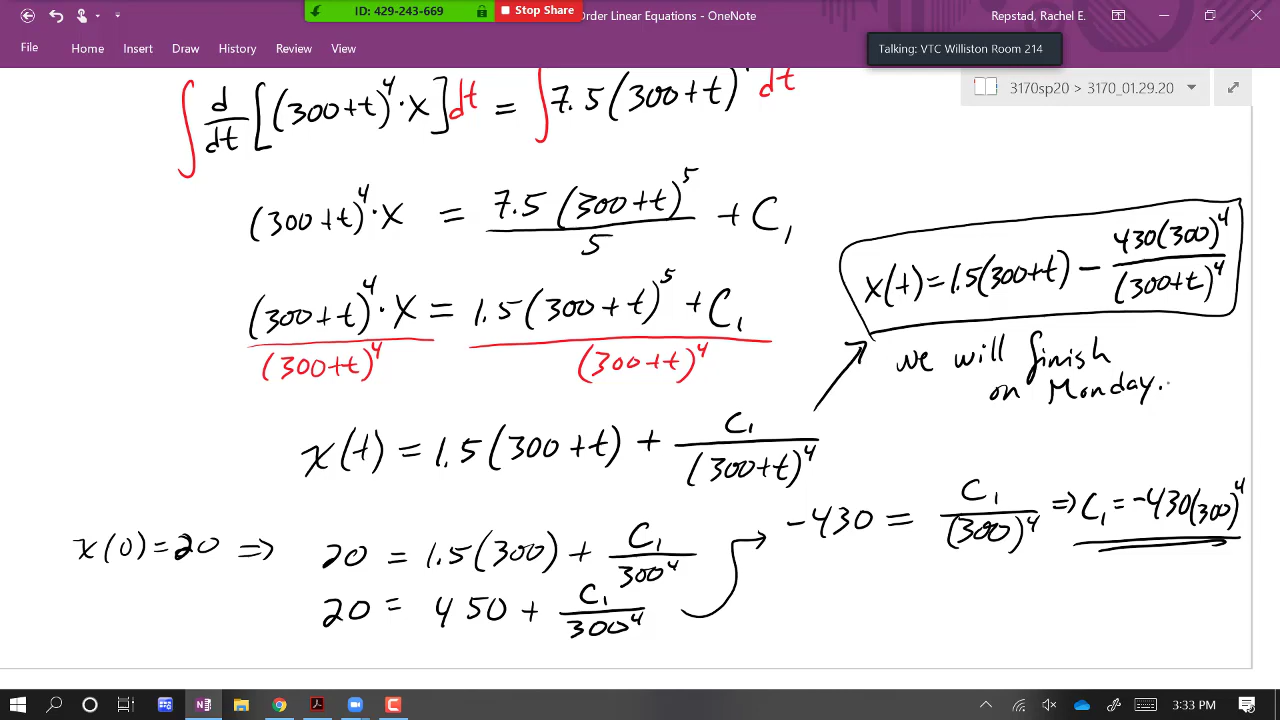 ID: 429-243-669
Stop Share
Order Linear Equations - OneNote
Repstad, Rachel E.
File Home Insert Draw History Review View
Talking: VTC Williston Room 214
3170sp20 > 3170_01.29.20
∫ d/dt [(300+t)^4 · x] dt = ∫ 7.5(300+t) dt
(300+t)^4 · x = 7.5(300+t)^5 / 5 + C₁
(300+t)^4 · x / (300+t)^4 = 1.5(300+t)^5 + C₁ / (300+t)^4
x(t) = 1.5(300+t) + C₁ / (300+t)^4
x(0) = 20 ⇒ 20 = 1.5(300) + C₁ / 300^4
20 = 450 + C₁ / 300^4
-430 = C₁ / (300)^4 ⇒ C₁ = -430(300)^4
x(t) = 1.5(300+t) - 430(300)^4 / (300+t)^4
we will finish
on Monday.
3:33 PM